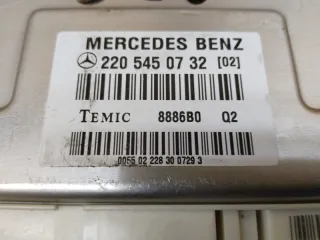 MERCEDES BENZ
220 545 07 32 [02]
TEMIC 8886B0 Q2
0055 02 228 30 0729 3